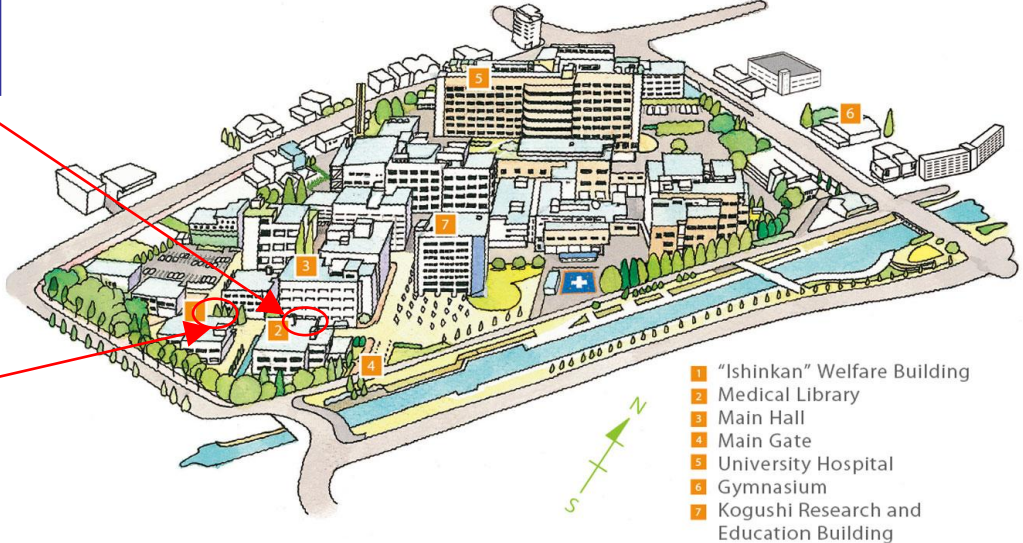 5
6
7
3
2
4
N
S
1 "Ishinkan" Welfare Building
2 Medical Library
3 Main Hall
4 Main Gate
5 University Hospital
6 Gymnasium
7 Kogushi Research and
Education Building